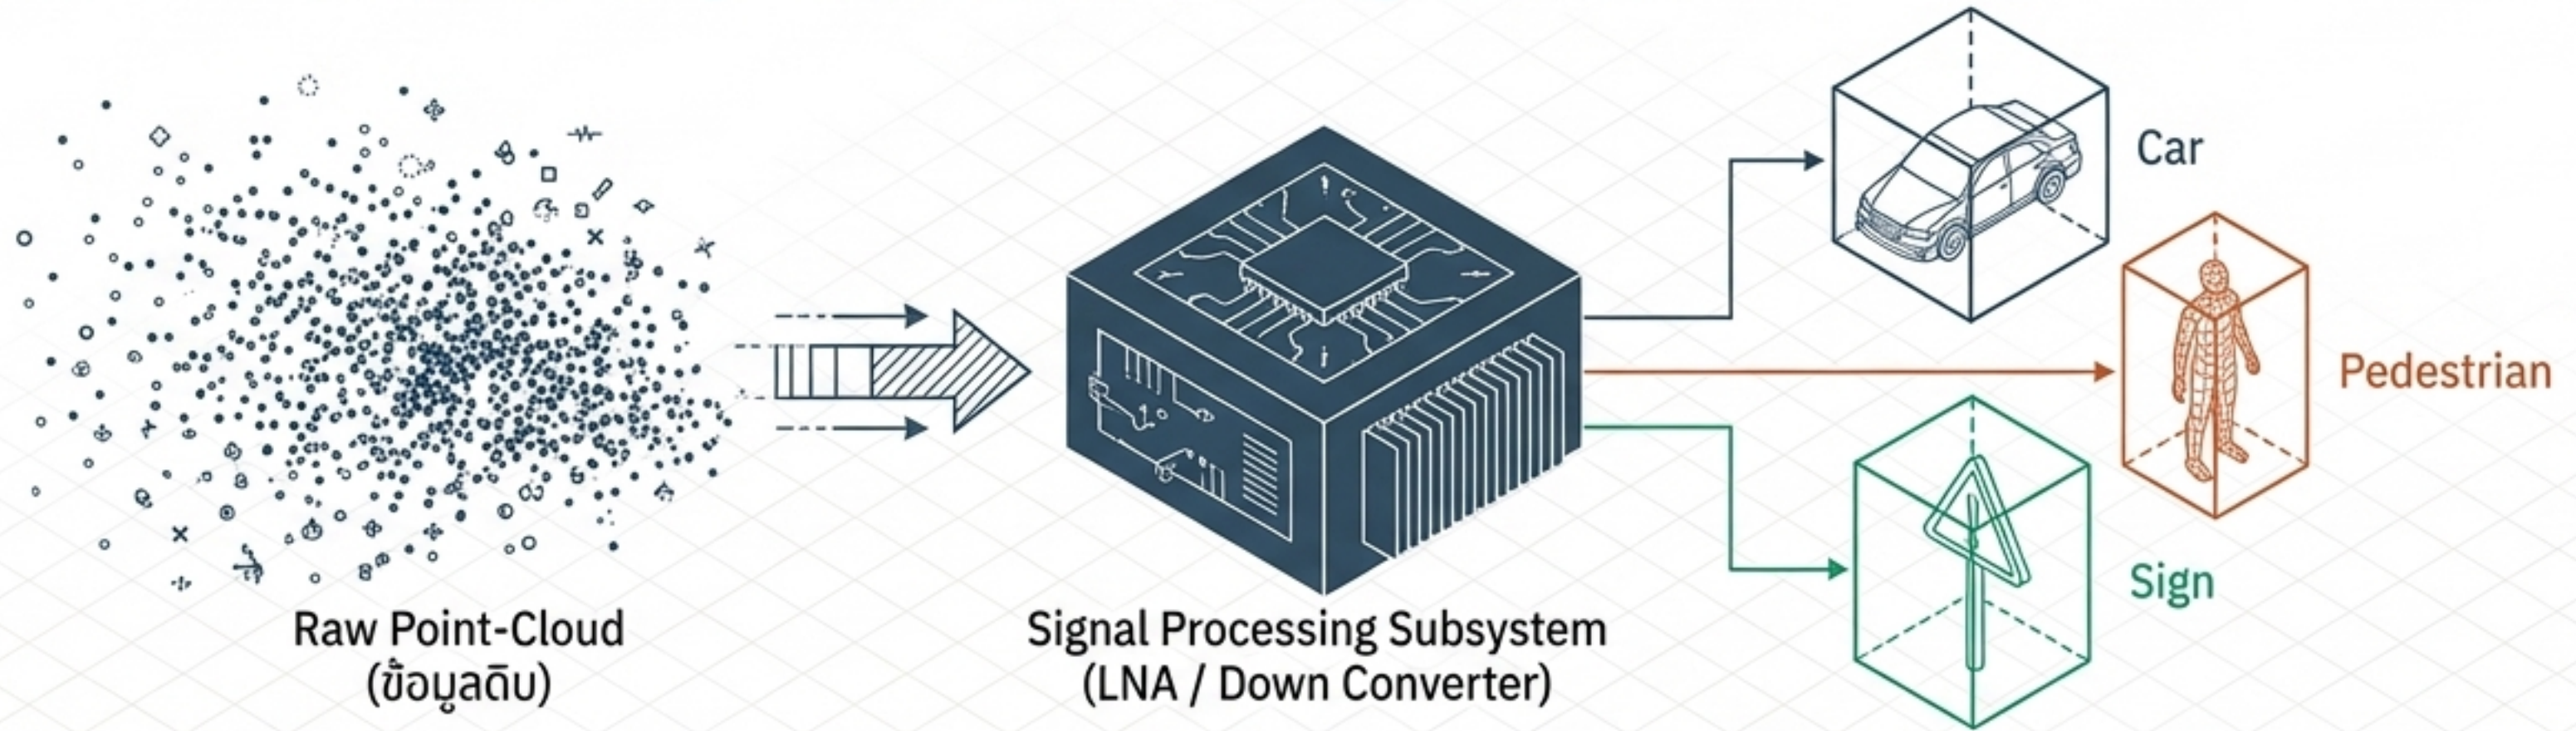 Raw Point-Cloud
(ข้อมูลดิบ)
Signal Processing Subsystem
(LNA / Down Converter)
Car
Pedestrian
Sign